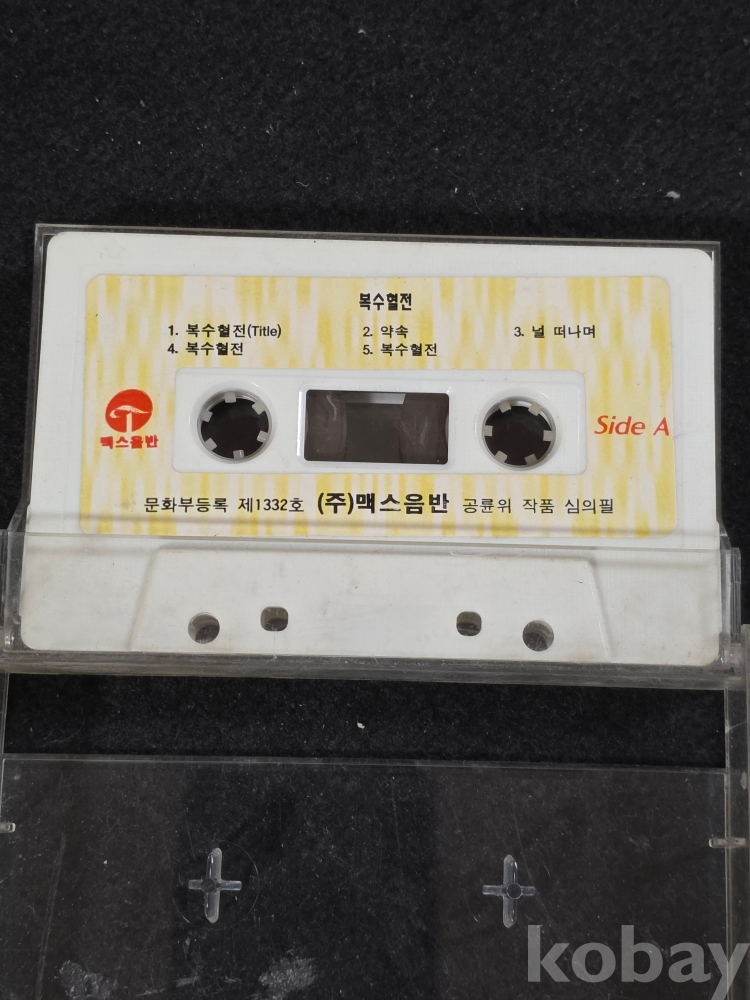 복수혈전
1. 복수혈전(Title) 2. 약속 3. 널 떠나며
4. 복수혈전 5. 복수혈전
맥스음반
Side A
문화부등록 제1332호 (주)맥스음반 공륜위 작품 심의필
kobay